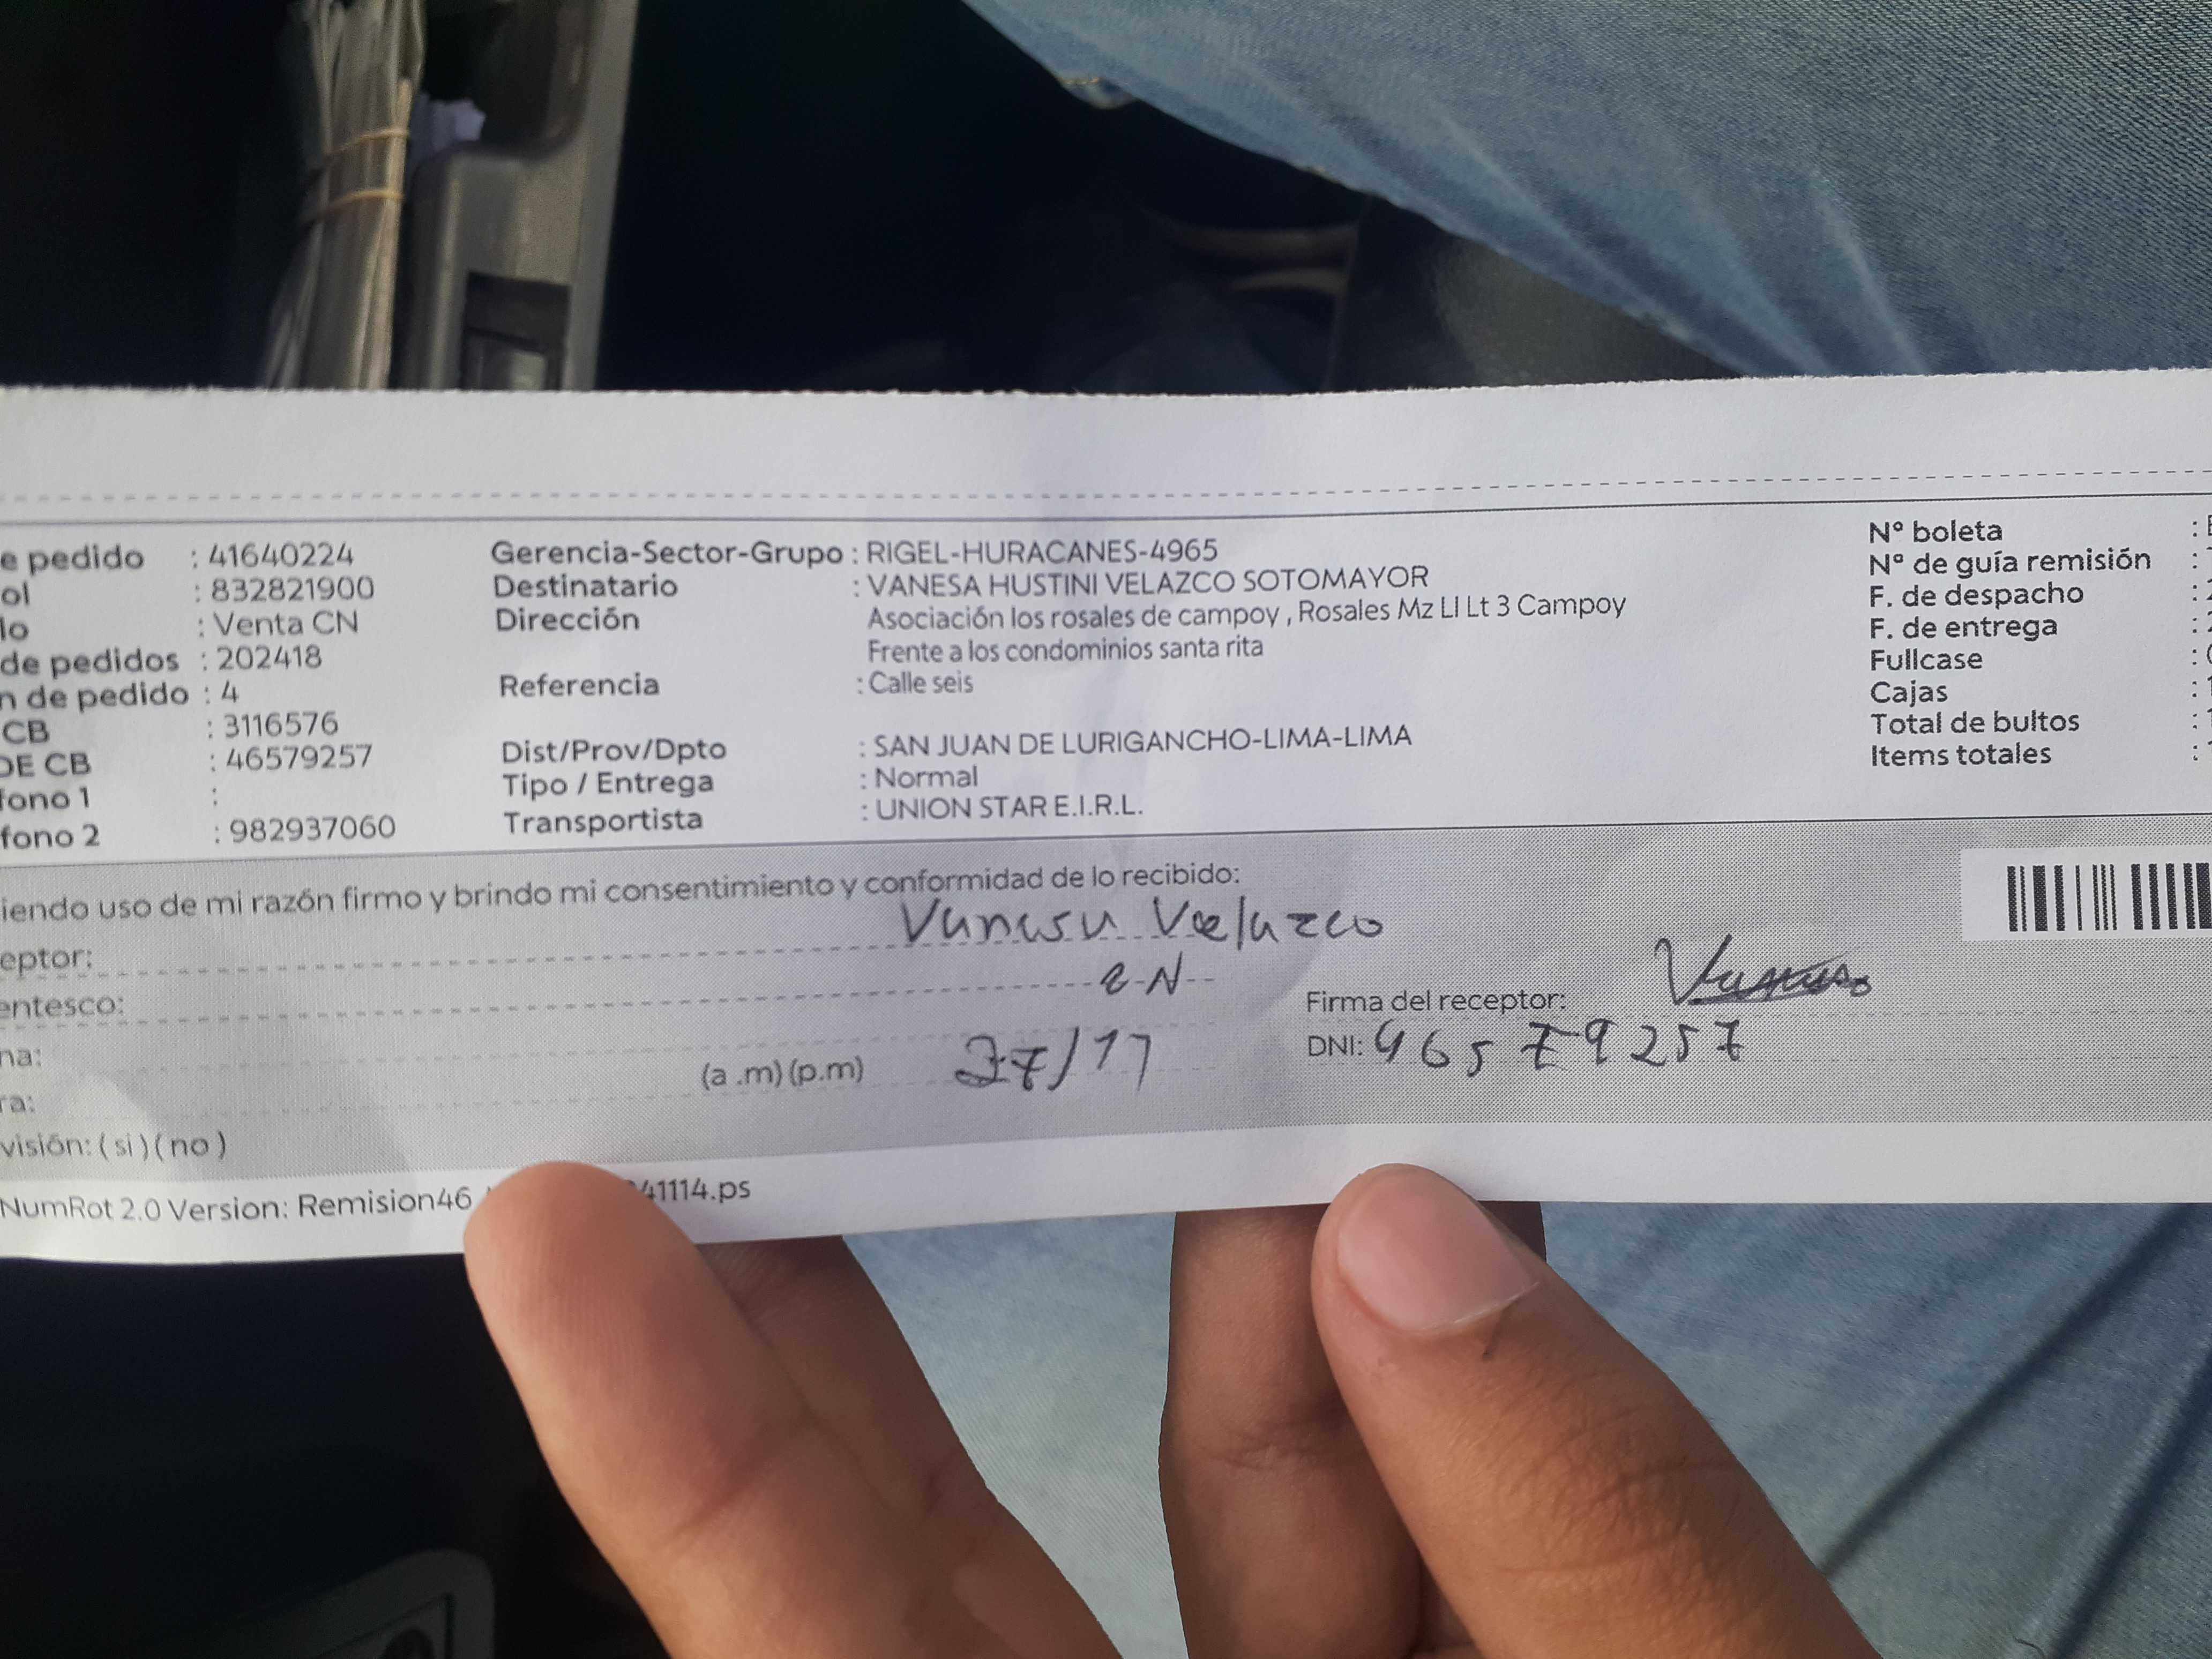 e pedido : 41640224
ol : 832821900
lo : Venta CN
de pedidos : 202418
n de pedido : 4
CB : 3116576
DE CB : 46579257
fono 1 :
fono 2 : 982937060
Gerencia-Sector-Grupo : RIGEL-HURACANES-4965
Destinatario : VANESA HUSTINI VELAZCO SOTOMAYOR
Dirección Asociación los rosales de campoy , Rosales Mz Ll Lt 3 Campoy
Frente a los condominios santa rita
Referencia : Calle seis
Dist/Prov/Dpto : SAN JUAN DE LURIGANCHO-LIMA-LIMA
Tipo / Entrega : Normal
Transportista : UNION STAR E.I.R.L.
Nº boleta :
Nº de guía remisión :
F. de despacho :
F. de entrega :
Fullcase :
Cajas :
Total de bultos :
Items totales :
iendo uso de mi razón firmo y brindo mi consentimiento y conformidad de lo recibido:
eptor: Vanesa Velazco
entesco:
na:
ra: (a .m) (p.m) 27/11
Firma del receptor: Vanesa
DNI: 46579257
visión: ( si ) ( no )
NumRot 2.0 Version: Remision46 41114.ps